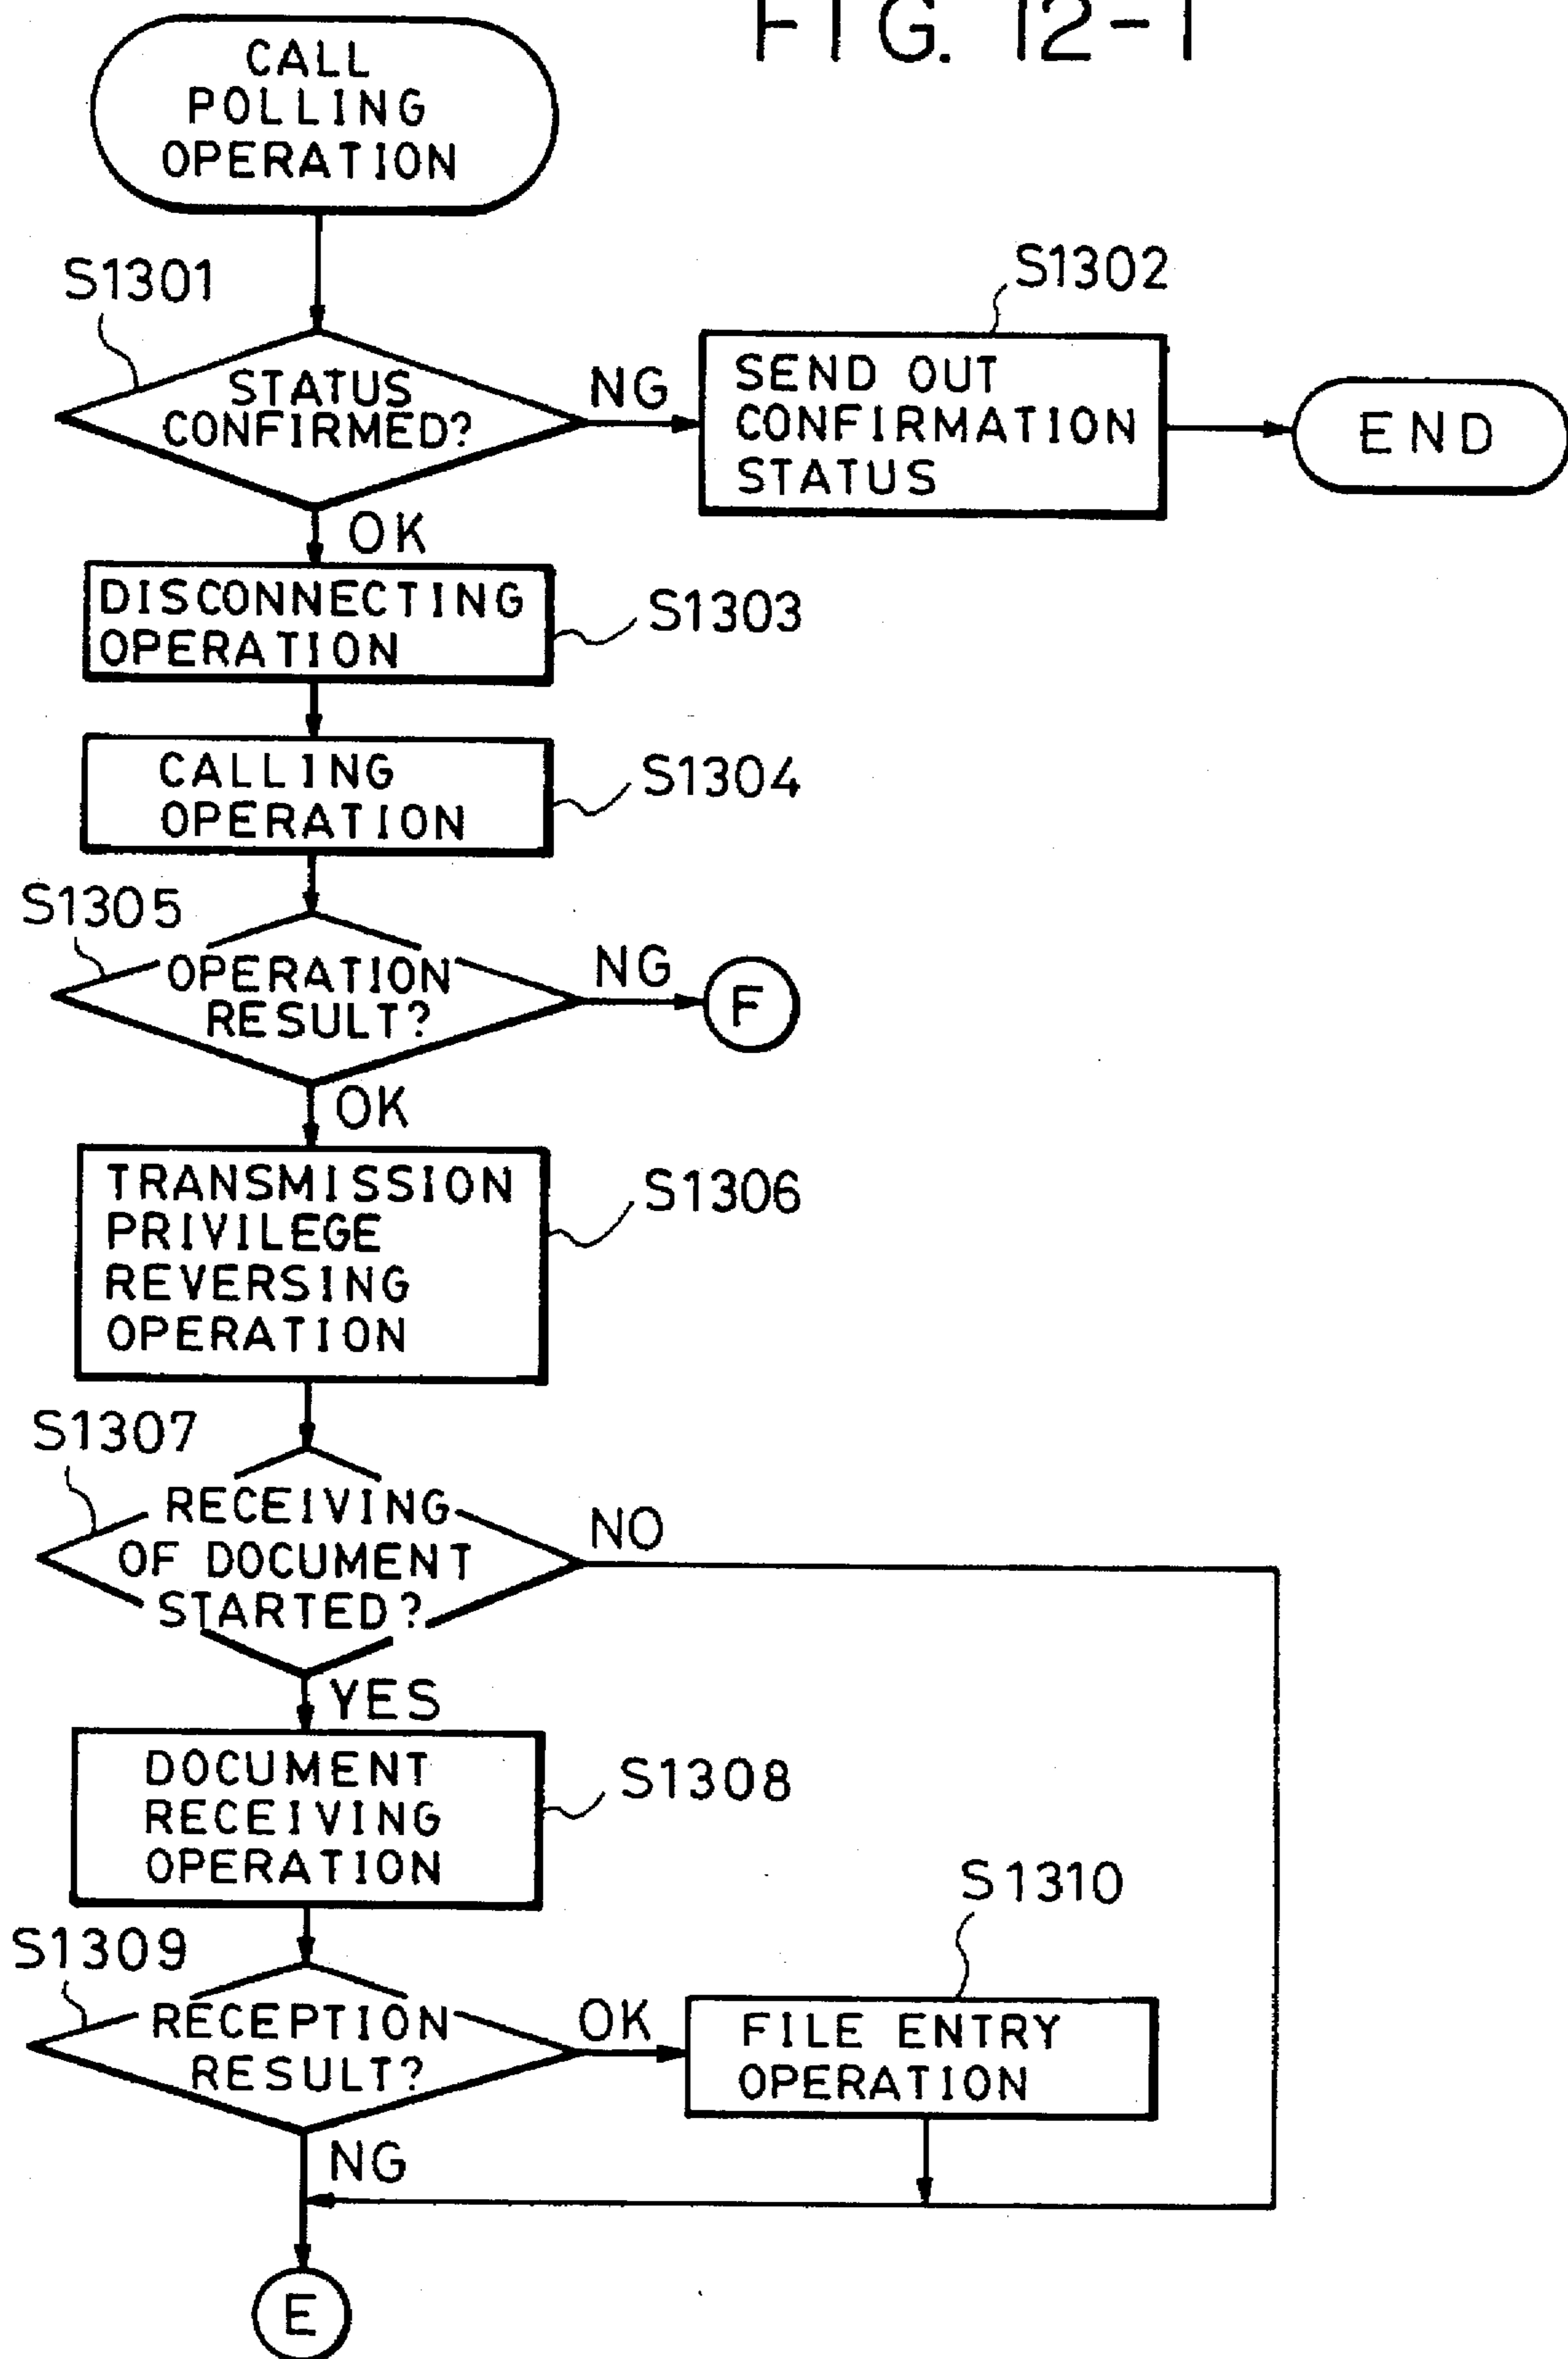 FIG. 12-1
CALL
POLLING
OPERATION
S1301
STATUS
CONFIRMED?
NG
S1302
SEND OUT
CONFIRMATION
STATUS
END
OK
DISCONNECTING
OPERATION
S1303
CALLING
OPERATION
S1304
S1305
OPERATION
RESULT?
NG
F
OK
TRANSMISSION
PRIVILEGE
REVERSING
OPERATION
S1306
S1307
RECEIVING
OF DOCUMENT
STARTED?
NO
YES
DOCUMENT
RECEIVING
OPERATION
S1308
S1309
RECEPTION
RESULT?
OK
S1310
FILE ENTRY
OPERATION
NG
E